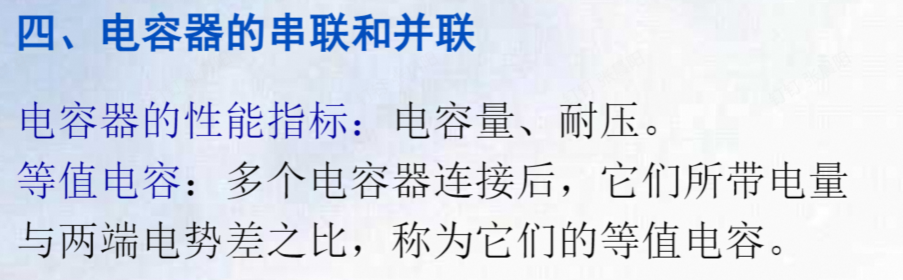 四、电容器的串联和并联
电容器的性能指标：电容量、耐压。
等值电容：多个电容器连接后，它们所带电量
与两端电势差之比，称为它们的等值电容。